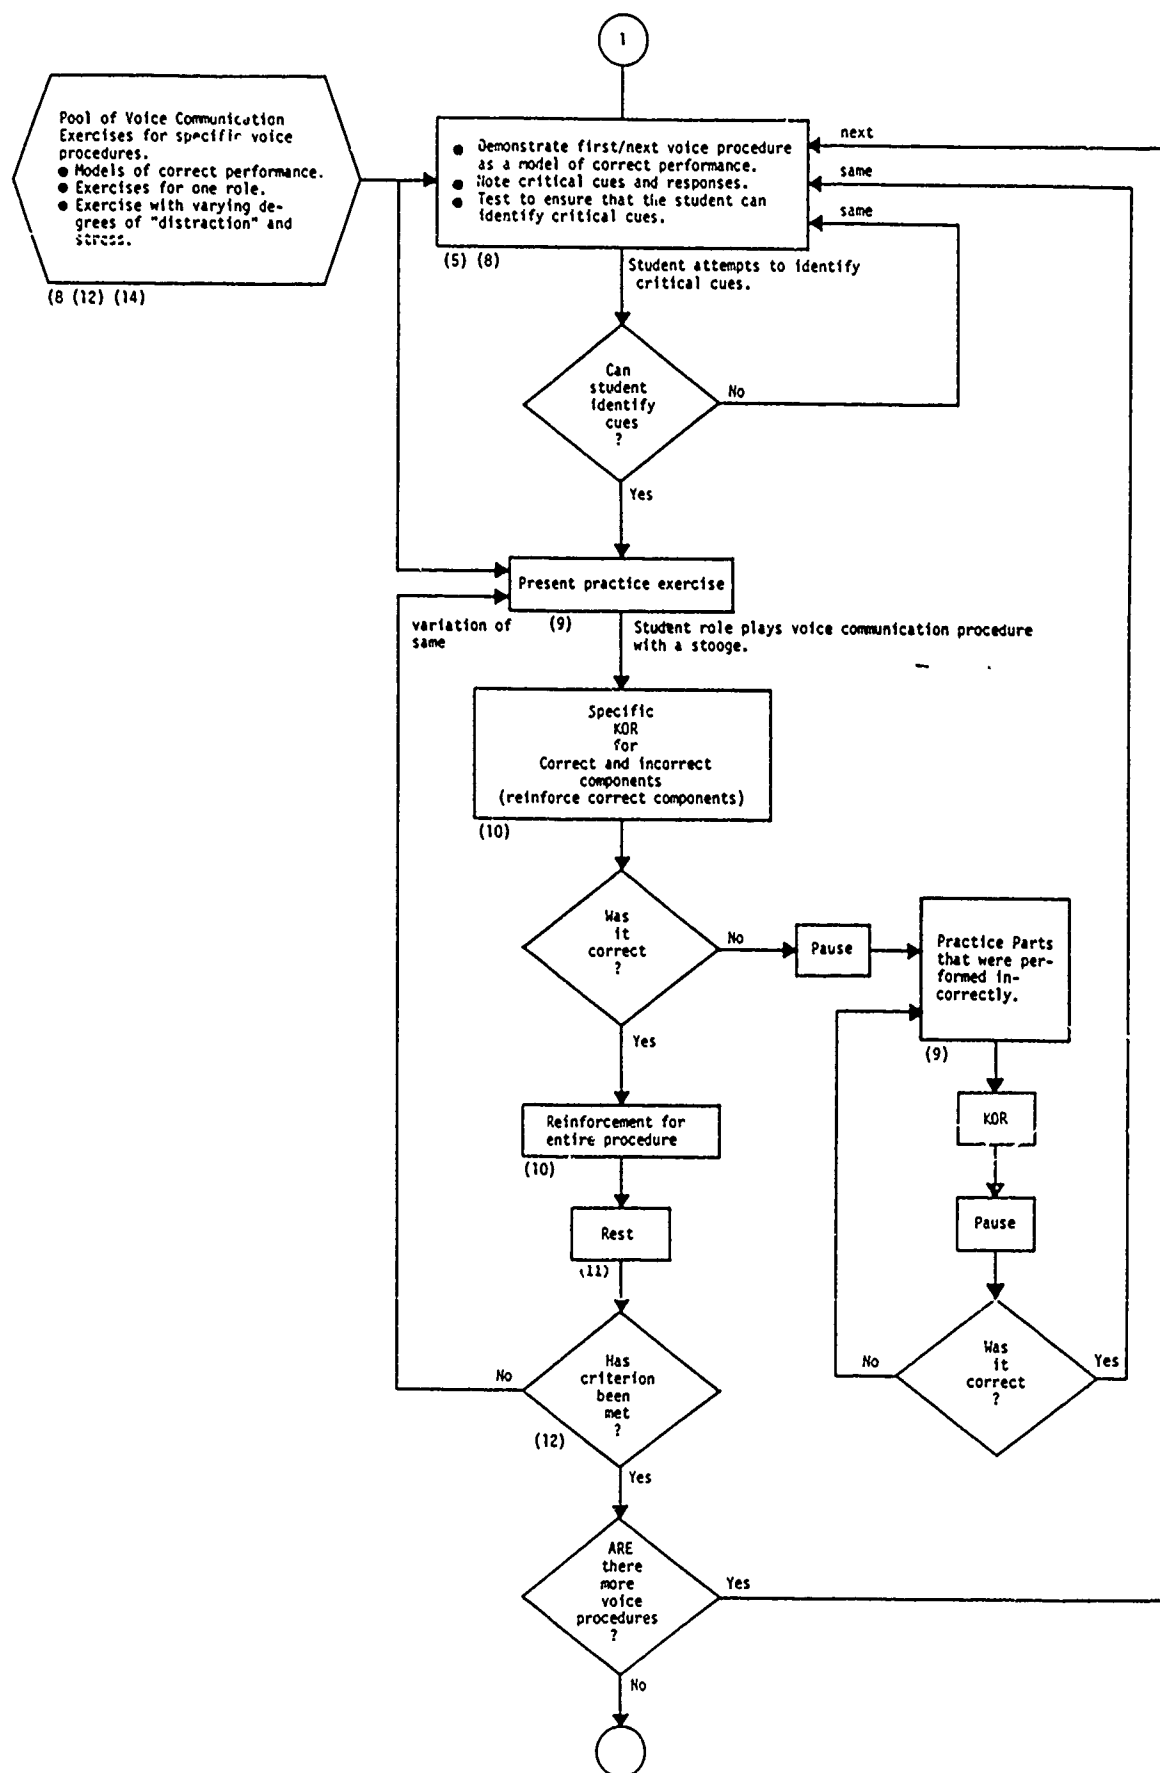 1
Pool of Voice Communication
Exercises for specific voice
procedures.
● Models of correct performance.
● Exercises for one role.
● Exercise with varying de-
grees of "distraction" and
stress.
(8 (12) (14)
● Demonstrate first/next voice procedure
as a model of correct performance.
● Note critical cues and responses.
● Test to ensure that the student can
identify critical cues.
(5) (8)
next
same
same
Student attempts to identify
critical cues.
Can
student
identify
cues
?
No
Yes
Present practice exercise
(9)
variation of
same
Student role plays voice communication procedure
with a stooge.
Specific
KOR
for
Correct and incorrect
components
(reinforce correct components)
(10)
Was
it
correct
?
No
Pause
Practice Parts
that were per-
formed in-
correctly.
(9)
Yes
KOR
Reinforcement for
entire procedure
(10)
Pause
Rest
(11)
Was
it
correct
?
No
Yes
Has
criterion
been
met
?
No
(12)
Yes
ARE
there
more
voice
procedures
?
Yes
No